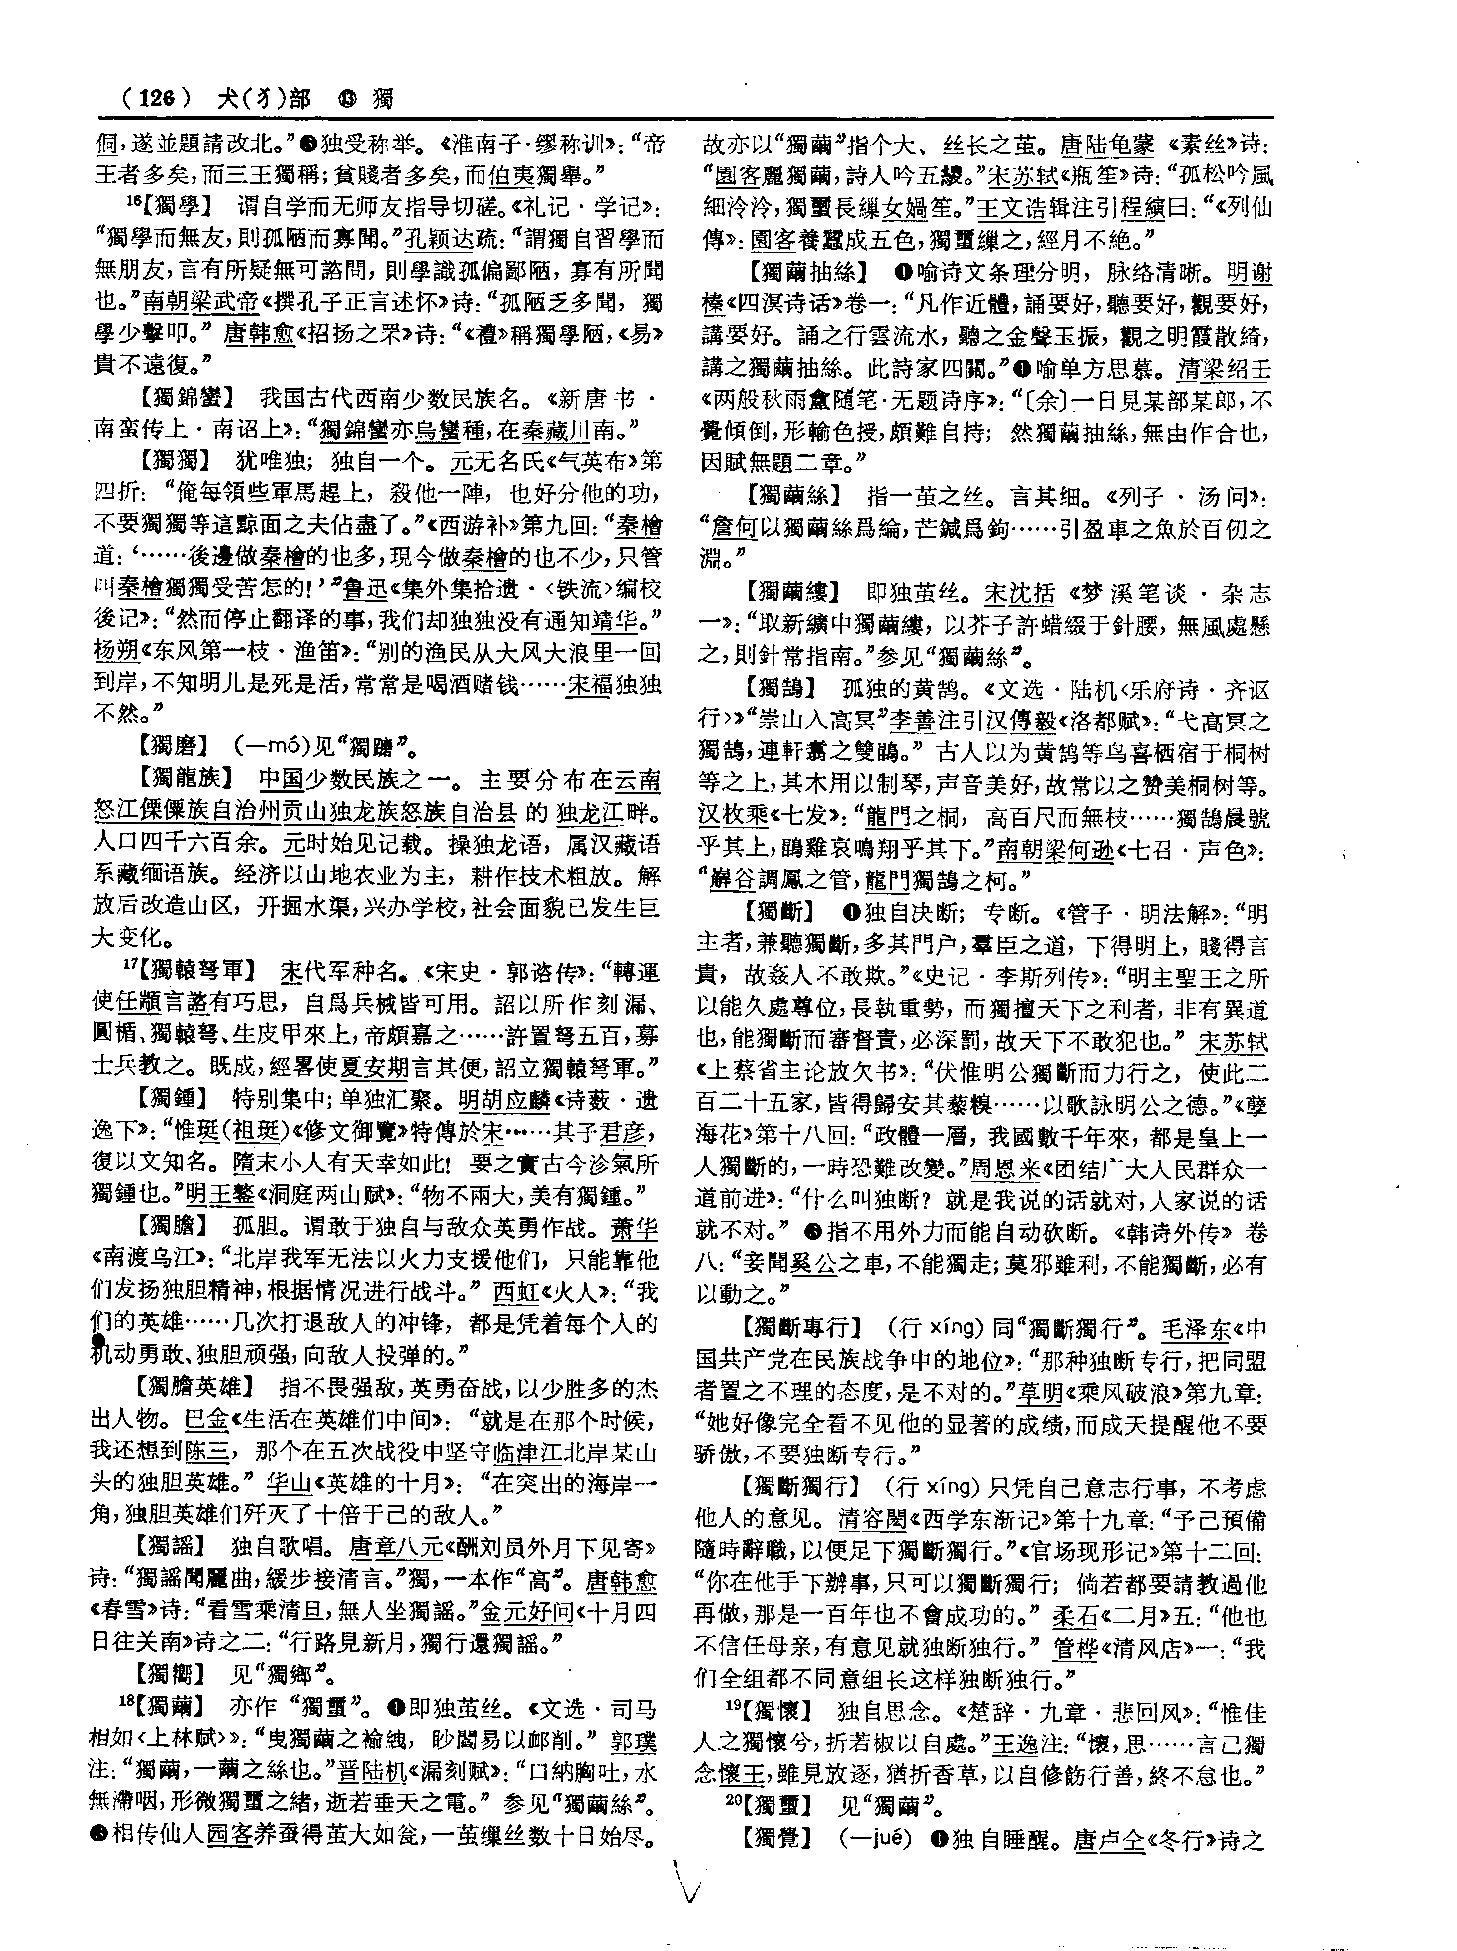 （126） 犬(犭)部 ⓭ 獨
侗，遂並題請改北。”❸独受称举。《淮南子·缪称训》：“帝
王者多矣，而三王獨稱；貧賤者多矣，而伯夷獨舉。”
16【獨學】 谓自学而无师友指导切磋。《礼记·学记》：
“獨學而無友，則孤陋而寡聞。”孔颖达疏：“謂獨自習學而
無朋友，言有所疑無可諮問，則學識孤偏鄙陋，寡有所聞
也。”南朝梁武帝《撰孔子正言述怀》诗：“孤陋乏多聞，獨
學少擊叩。”唐韩愈《招扬之罘》诗：“《禮》稱獨學陋，《易》
貴不遠復。”
【獨錦蠻】 我国古代西南少数民族名。《新唐书·
南蛮传上·南诏上》：“獨錦蠻亦烏蠻種，在秦藏川南。”
【獨獨】 犹唯独；独自一个。元无名氏《气英布》第
四折：“俺每領些軍馬趕上，殺他一陣，也好分他的功，
不要獨獨等這黥面之夫佔盡了。”《西游补》第九回：“秦檜
道：‘……後邊做秦檜的也多，現今做秦檜的也不少，只管
叫秦檜獨獨受苦怎的！’”鲁迅《集外集拾遗·〈铁流〉编校
後记》：“然而停止翻译的事，我们却独独没有通知靖华。”
杨朔《东风第一枝·渔笛》：“别的渔民从大风大浪里一回
到岸，不知明儿是死是活，常常是喝酒赌钱……宋福独独
不然。”
【獨磨】 （—mó)见“獨𨄮”。
【獨龍族】 中国少数民族之一。主要分布在云南
怒江傈僳族自治州贡山独龙族怒族自治县的独龙江畔。
人口四千六百余。元时始见记载。操独龙语，属汉藏语
系藏缅语族。经济以山地农业为主，耕作技术粗放。解
放后改造山区，开掘水渠，兴办学校，社会面貌已发生巨
大变化。
17【獨轅弩軍】 宋代军种名。《宋史·郭谘传》：“轉運
使任顓言諮有巧思，自爲兵械皆可用。詔以所作刻漏、
圓楯、獨轅弩、生皮甲來上，帝頗嘉之……許置弩五百，募
士兵教之。既成，經畧使夏安期言其便，詔立獨轅弩軍。”
【獨鍾】 特别集中；单独汇聚。明胡应麟《诗薮·遗
逸下》：“惟珽(祖珽)《修文御覽》特傳於宋……其子君彦，
復以文知名。隋末小人有天幸如此！要之實古今沴氣所
獨鍾也。”明王鏊《洞庭两山赋》：“物不兩大，美有獨鍾。”
【獨膽】 孤胆。谓敢于独自与敌众英勇作战。萧华
《南渡乌江》：“北岸我军无法以火力支援他们，只能靠他
们发扬独胆精神，根据情况进行战斗。”西虹《火人》：“我
们的英雄……几次打退敌人的冲锋，都是凭着每个人的
机动勇敢、独胆顽强，向敌人投弹的。”
【獨膽英雄】 指不畏强敌，英勇奋战，以少胜多的杰
出人物。巴金《生活在英雄们中间》：“就是在那个时候，
我还想到陈三，那个在五次战役中坚守临津江北岸某山
头的独胆英雄。”华山《英雄的十月》：“在突出的海岸一
角，独胆英雄们歼灭了十倍于己的敌人。”
【獨謡】 独自歌唱。唐章八元《酬刘员外月下见寄》
诗：“獨謡聞麗曲，緩步接清言。”獨，一本作“高”。唐韩愈
《春雪》诗：“看雪乘清旦，無人坐獨謡。”金元好问《十月四
日往关南》诗之二：“行路見新月，獨行還獨謡。”
【獨嚮】 见“獨鄉”。
18【獨繭】 亦作“獨蠒”。❶即独茧丝。《文选·司马
相如〈上林赋〉》：“曳獨繭之褕絏，眇閻易以卹削。”郭璞
注：“獨繭，一繭之絲也。”晋陆机《漏刻赋》：“口納胸吐，水
無滯咽，形微獨蠒之緒，逝若垂天之電。”参见“獨繭絲”。
❷相传仙人园客养蚕得茧大如瓮，一茧缫丝数十日始尽。
故亦以“獨繭”指个大、丝长之茧。唐陆龟蒙《素丝》诗：
“園客麗獨繭，詩人吟五緵。”宋苏轼《瓶笙》诗：“孤松吟風
細泠泠，獨蠒長繅女媧笙。”王文诰辑注引程縯曰：“《列仙
傳》：園客養蠶成五色，獨蠒繅之，經月不絶。”
【獨繭抽絲】 ❶喻诗文条理分明，脉络清晰。明谢
榛《四溟诗话》卷一：“凡作近體，誦要好，聽要好，觀要好，
講要好。誦之行雲流水，聽之金聲玉振，觀之明霞散綺，
講之獨繭抽絲。此詩家四關。”❷喻单方思慕。清梁绍壬
《两般秋雨盦随笔·无题诗序》：“〔余〕一日見某部某郎，不
覺傾倒，形輸色授，頗難自持；然獨繭抽絲，無由作合也，
因賦無題二章。”
【獨繭絲】 指一茧之丝。言其细。《列子·汤问》：
“詹何以獨繭絲爲綸，芒鍼爲鉤……引盈車之魚於百仞之
淵。”
【獨繭縷】 即独茧丝。宋沈括《梦溪笔谈·杂志
一》：“取新纊中獨繭縷，以芥子許蜡缀于針腰，無風處懸
之，則針常指南。”参见“獨繭絲”。
【獨鵠】 孤独的黄鹄。《文选·陆机〈乐府诗·齐讴
行〉》“崇山入高冥”李善注引汉傅毅《洛都赋》：“弋高冥之
獨鵠，連軒翥之雙鵾。”古人以为黄鹄等鸟喜栖宿于桐树
等之上，其木用以制琴，声音美好，故常以之赞美桐树等。
汉枚乘《七发》：“龍門之桐，高百尺而無枝……獨鵠晨號
乎其上，鵾雞哀鳴翔乎其下。”南朝梁何逊《七召·声色》：
“嶰谷調鳳之管，龍門獨鵠之柯。”
【獨斷】 ❶独自决断；专断。《管子·明法解》：“明
主者，兼聽獨斷，多其門户，羣臣之道，下得明上，賤得言
貴，故姦人不敢欺。”《史记·李斯列传》：“明主聖王之所
以能久處尊位，長執重勢，而獨擅天下之利者，非有異道
也，能獨斷而審督責，必深罰，故天下不敢犯也。”宋苏轼
《上蔡省主论放欠书》：“伏惟明公獨斷而力行之，使此二
百二十五家，皆得歸安其藜糗……以歌詠明公之德。”《孽
海花》第十八回：“政體一層，我國數千年來，都是皇上一
人獨斷的，一時恐難改變。”周恩来《团结广大人民群众一
道前进》：“什么叫独断？就是我说的话就对，人家说的话
就不对。”❷指不用外力而能自动砍断。《韩诗外传》卷
八：“妾聞奚公之車，不能獨走；莫邪雖利，不能獨斷，必有
以動之。”
【獨斷專行】 （行 xíng）同“獨斷獨行”。毛泽东《中
国共产党在民族战争中的地位》：“那种独断专行，把同盟
者置之不理的态度，是不对的。”草明《乘风破浪》第九章：
“她好像完全看不见他的显著的成绩，而成天提醒他不要
骄傲，不要独断专行。”
【獨斷獨行】 （行 xíng）只凭自己意志行事，不考虑
他人的意见。清容闳《西学东渐记》第十九章：“予已預備
隨時辭職，以便足下獨斷獨行。”《官场现形记》第十二回：
“你在他手下辦事，只可以獨斷獨行；倘若都要請教過他
再做，那是一百年也不會成功的。”柔石《二月》五：“他也
不信任母亲，有意见就独断独行。”管桦《清风店》一：“我
们全组都不同意组长这样独断独行。”
19【獨懷】 独自思念。《楚辞·九章·悲回风》：“惟佳
人之獨懷兮，折若椒以自處。”王逸注：“懷，思……言己獨
念懷王，雖見放逐，猶折香草，以自修飭行善，終不怠也。”
20【獨蠒】 见“獨繭”。
【獨覺】 （—jué）❶独自睡醒。唐卢仝《冬行》诗之